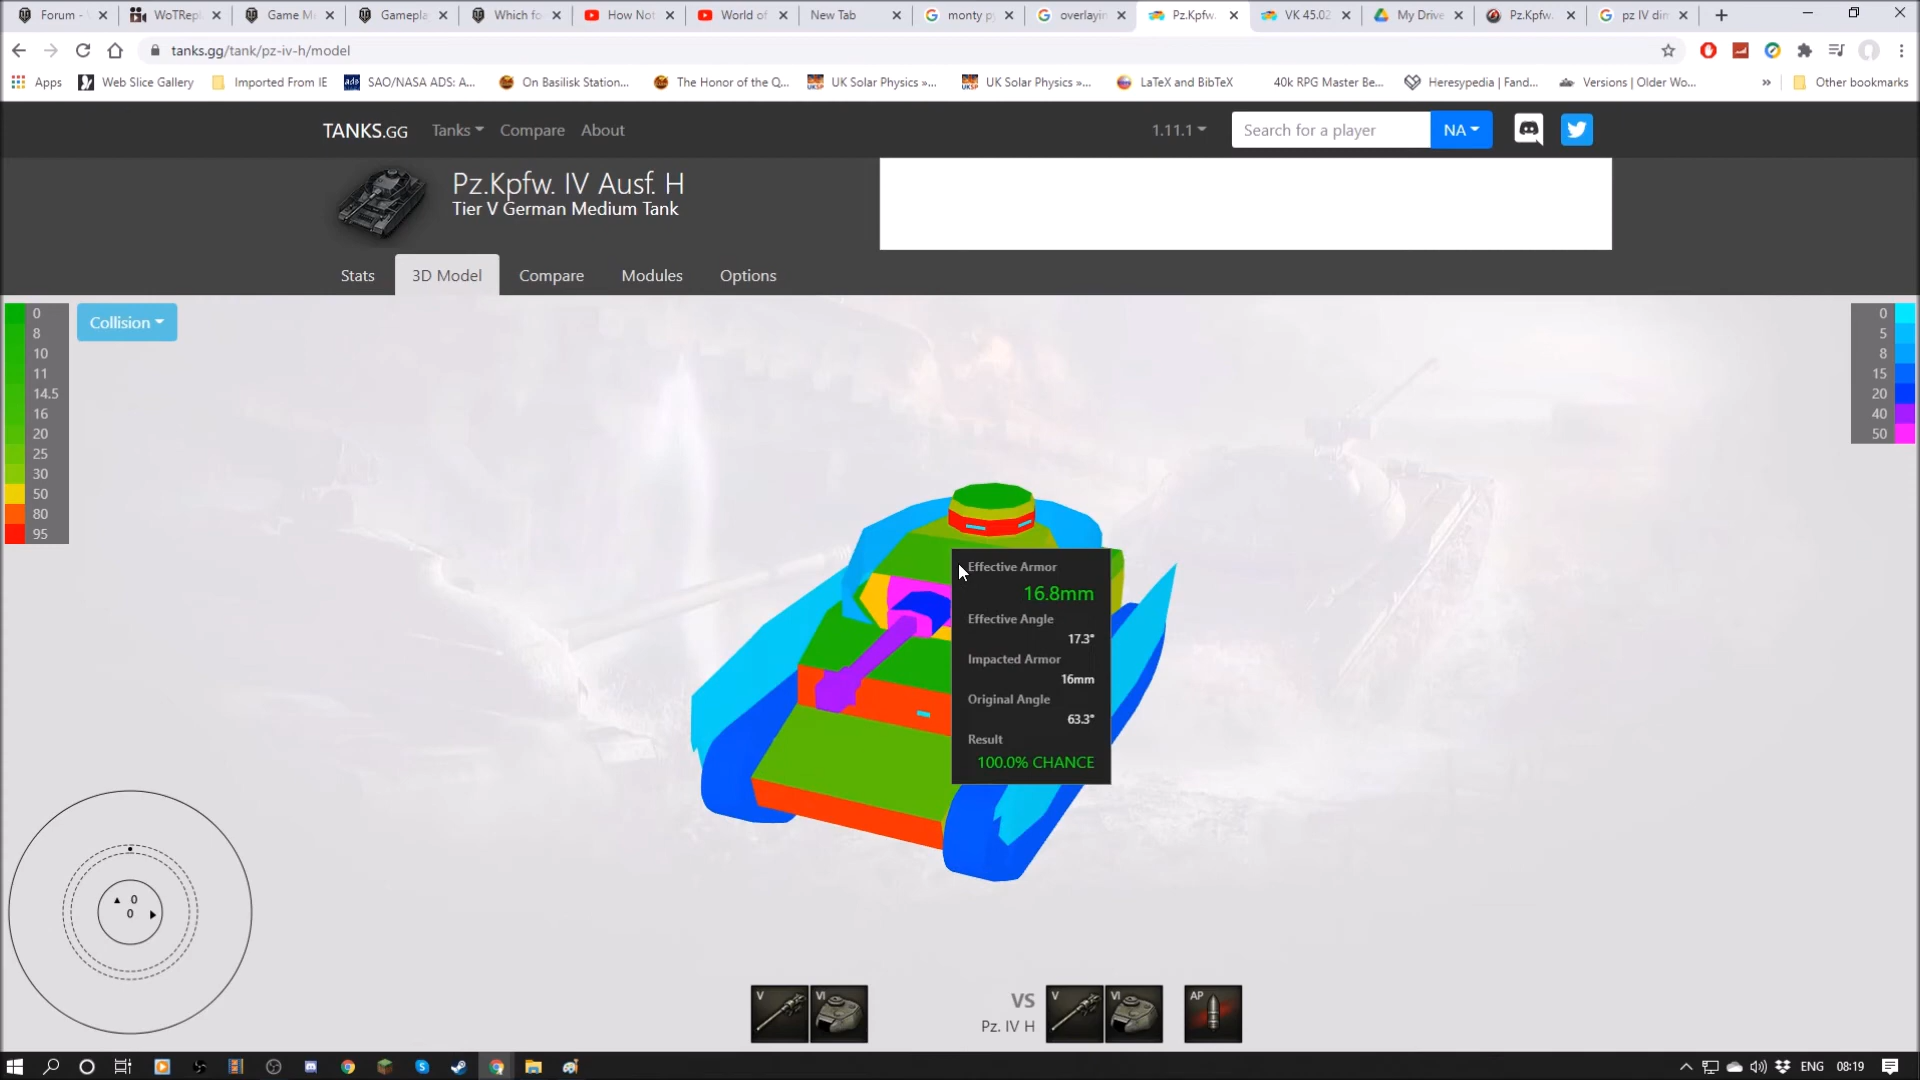 Forum -
WoTRepl
Game M
Gameplay
Which fo
How Not
World of
New Tab
monty p
overlayin
Pz.Kpfw.
VK 45.02
My Drive
Pz.Kpfw.
pz IV dim
tanks.gg/tank/pz-iv-h/model
Apps
Web Slice Gallery
Imported From IE
ads
SAO/NASA ADS: A...
On Basilisk Station...
The Honor of the Q...
UK Solar Physics »...
UK Solar Physics »...
LaTeX and BibTeX
40k RPG Master Be...
Heresypedia | Fand...
Versions | Older Wo...
»
Other bookmarks
TANKS.GG
Tanks
Compare
About
1.11.1
Search for a player
NA
Pz.Kpfw. IV Ausf. H
Tier V German Medium Tank
Stats
3D Model
Compare
Modules
Options
Collision
0
8
10
11
14.5
16
20
25
30
50
80
95
0
5
8
15
20
40
50
Effective Armor
16.8mm
Effective Angle
17.3°
Impacted Armor
16mm
Original Angle
63.3°
Result
100.0% CHANCE
0
0
V
VI
VS
Pz. IV H
V
VI
AP
ENG
08:19